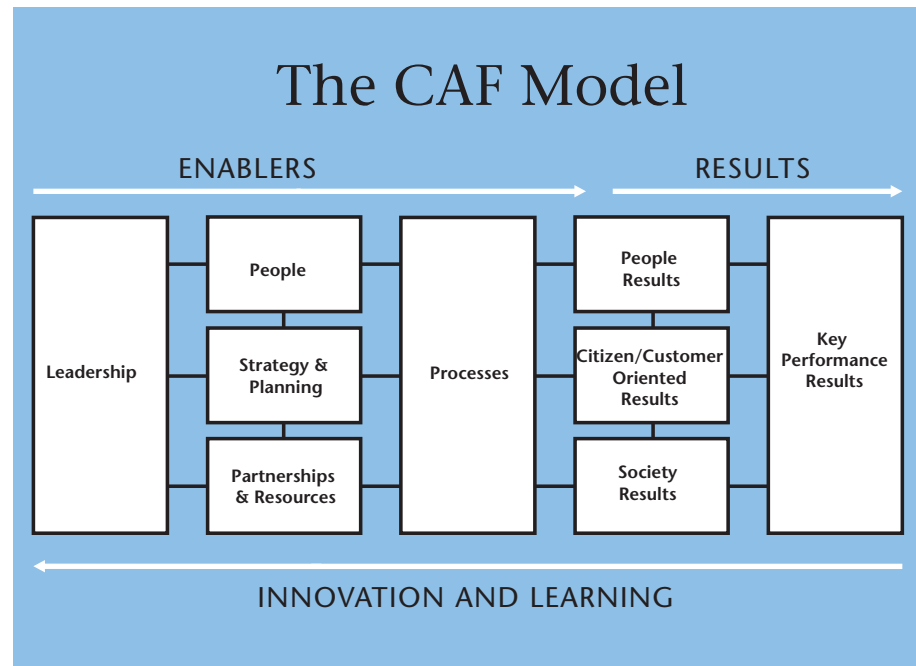 The CAF Model
ENABLERS
RESULTS
Leadership
People
Strategy &
Planning
Partnerships
& Resources
Processes
People
Results
Citizen/Customer
Oriented
Results
Society
Results
Key
Performance
Results
INNOVATION AND LEARNING